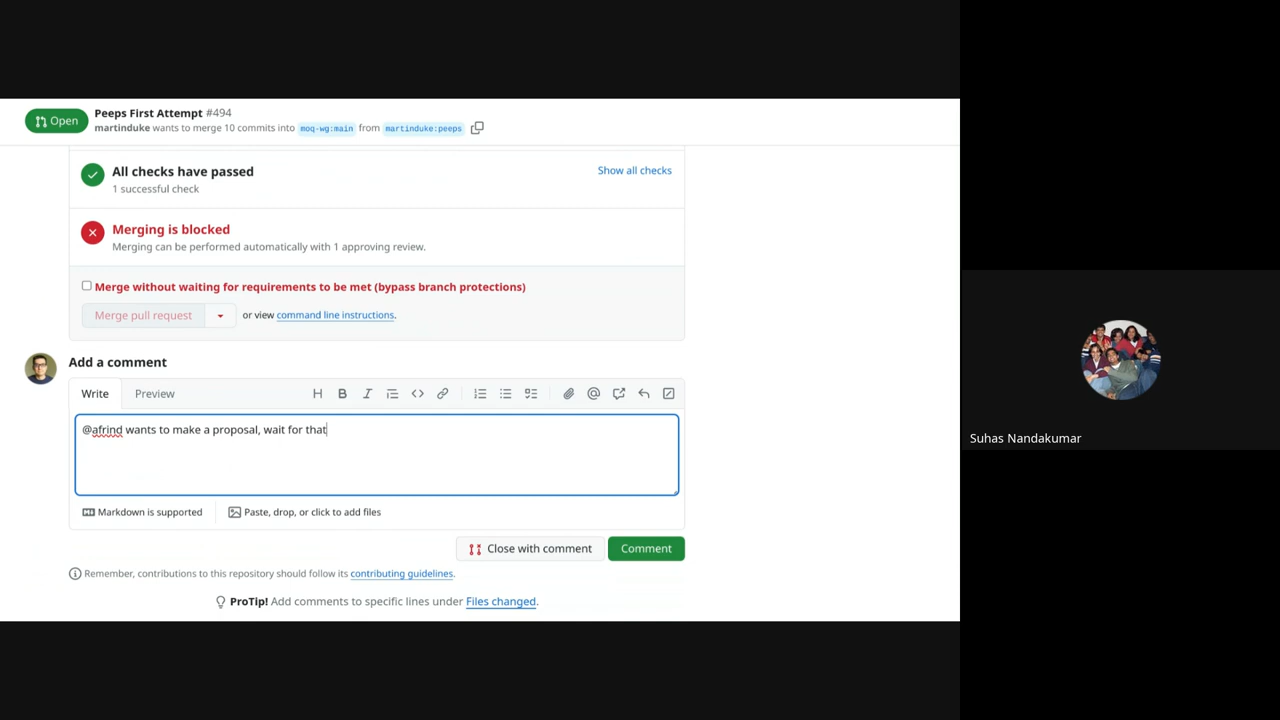 Open
Peeps First Attempt #494
martinduke wants to merge 10 commits into moq-wg:main from martinduke:peeps
All checks have passed
Show all checks
1 successful check
Merging is blocked
Merging can be performed automatically with 1 approving review.
Merge without waiting for requirements to be met (bypass branch protections)
Merge pull request
or view command line instructions.
Add a comment
Write
Preview
@afrind wants to make a proposal, wait for that
Markdown is supported
Paste, drop, or click to add files
Close with comment
Comment
Remember, contributions to this repository should follow its contributing guidelines.
ProTip! Add comments to specific lines under Files changed.
Suhas Nandakumar